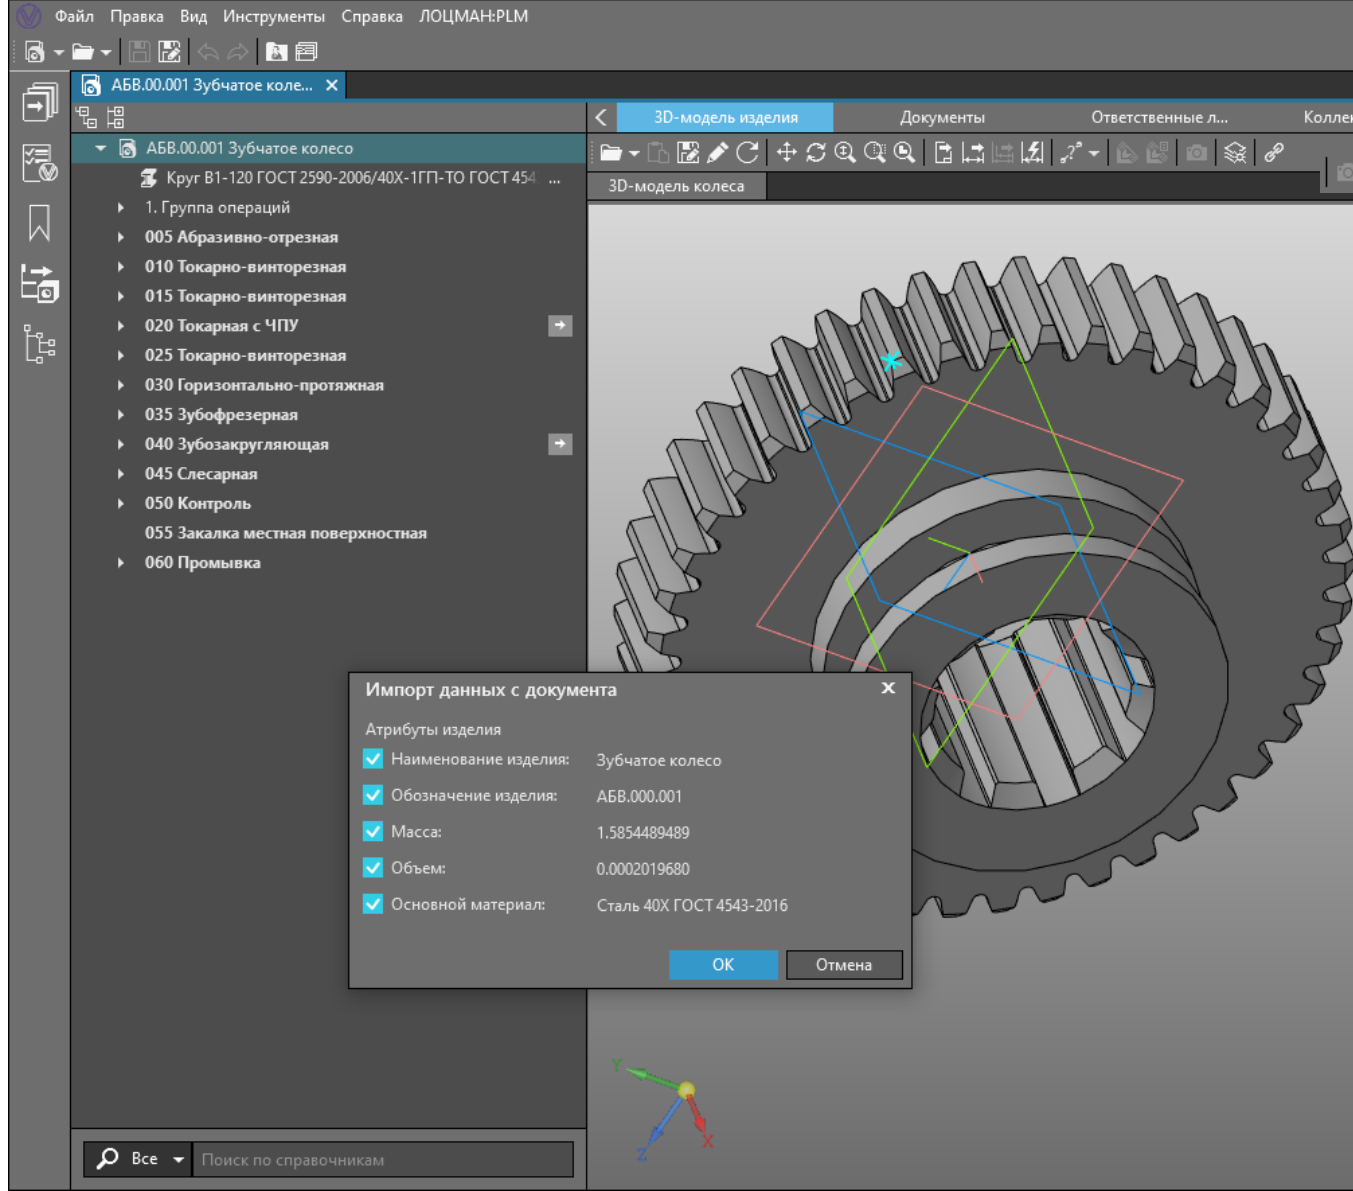 Файл Правка Вид Инструменты Справка ЛОЦМАН:PLM
АБВ.00.001 Зубчатое коле...
3D-модель изделия Документы Ответственные л...
АБВ.00.001 Зубчатое колесо
Круг В1-120 ГОСТ 2590-2006/40Х-1ГП-ТО ГОСТ 454 ...
3D-модель колеса
1. Группа операций
005 Абразивно-отрезная
010 Токарно-винторезная
015 Токарно-винторезная
020 Токарная с ЧПУ
025 Токарно-винторезная
030 Горизонтально-протяжная
035 Зубофрезерная
040 Зубозакругляющая
045 Слесарная
050 Контроль
055 Закалка местная поверхностная
060 Промывка
Импорт данных с документа
Атрибуты изделия
Наименование изделия: Зубчатое колесо
Обозначение изделия: АБВ.000.001
Масса: 1.5854489489
Объем: 0.0002019680
Основной материал: Сталь 40Х ГОСТ 4543-2016
ОК Отмена
Y
X
Z
Все Поиск по справочникам